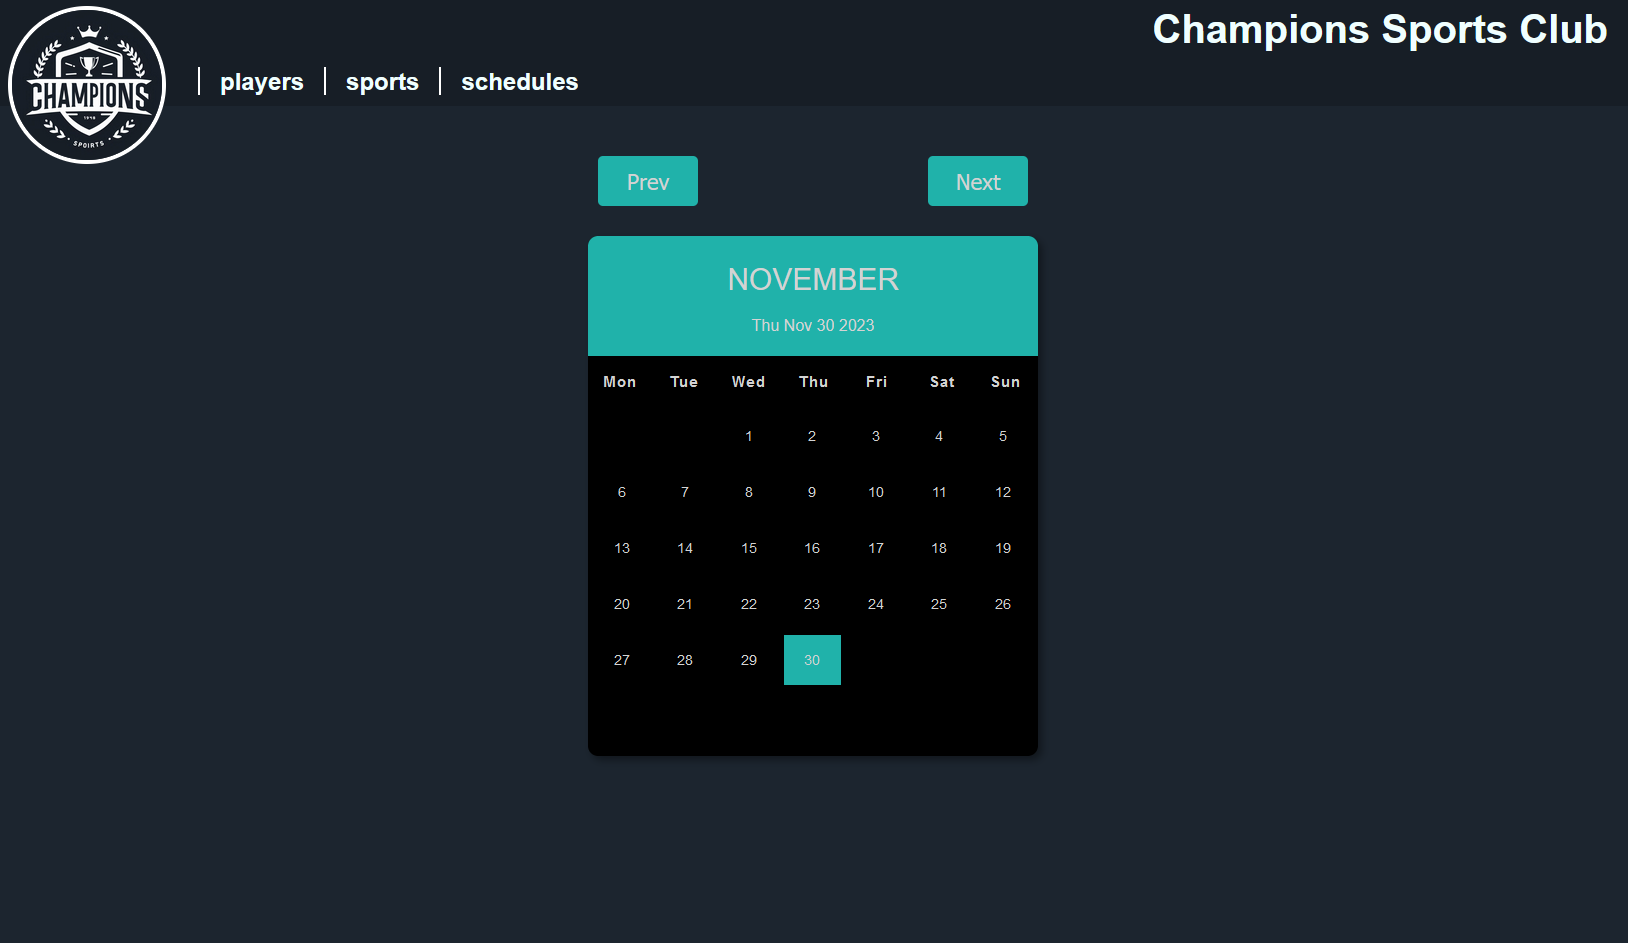 Champions Sports Club
CHAMPIONS
SPOIRTS
players sports schedules
Prev Next
NOVEMBER
Thu Nov 30 2023
Mon Tue Wed Thu Fri Sat Sun
1 2 3 4 5
6 7 8 9 10 11 12
13 14 15 16 17 18 19
20 21 22 23 24 25 26
27 28 29 30